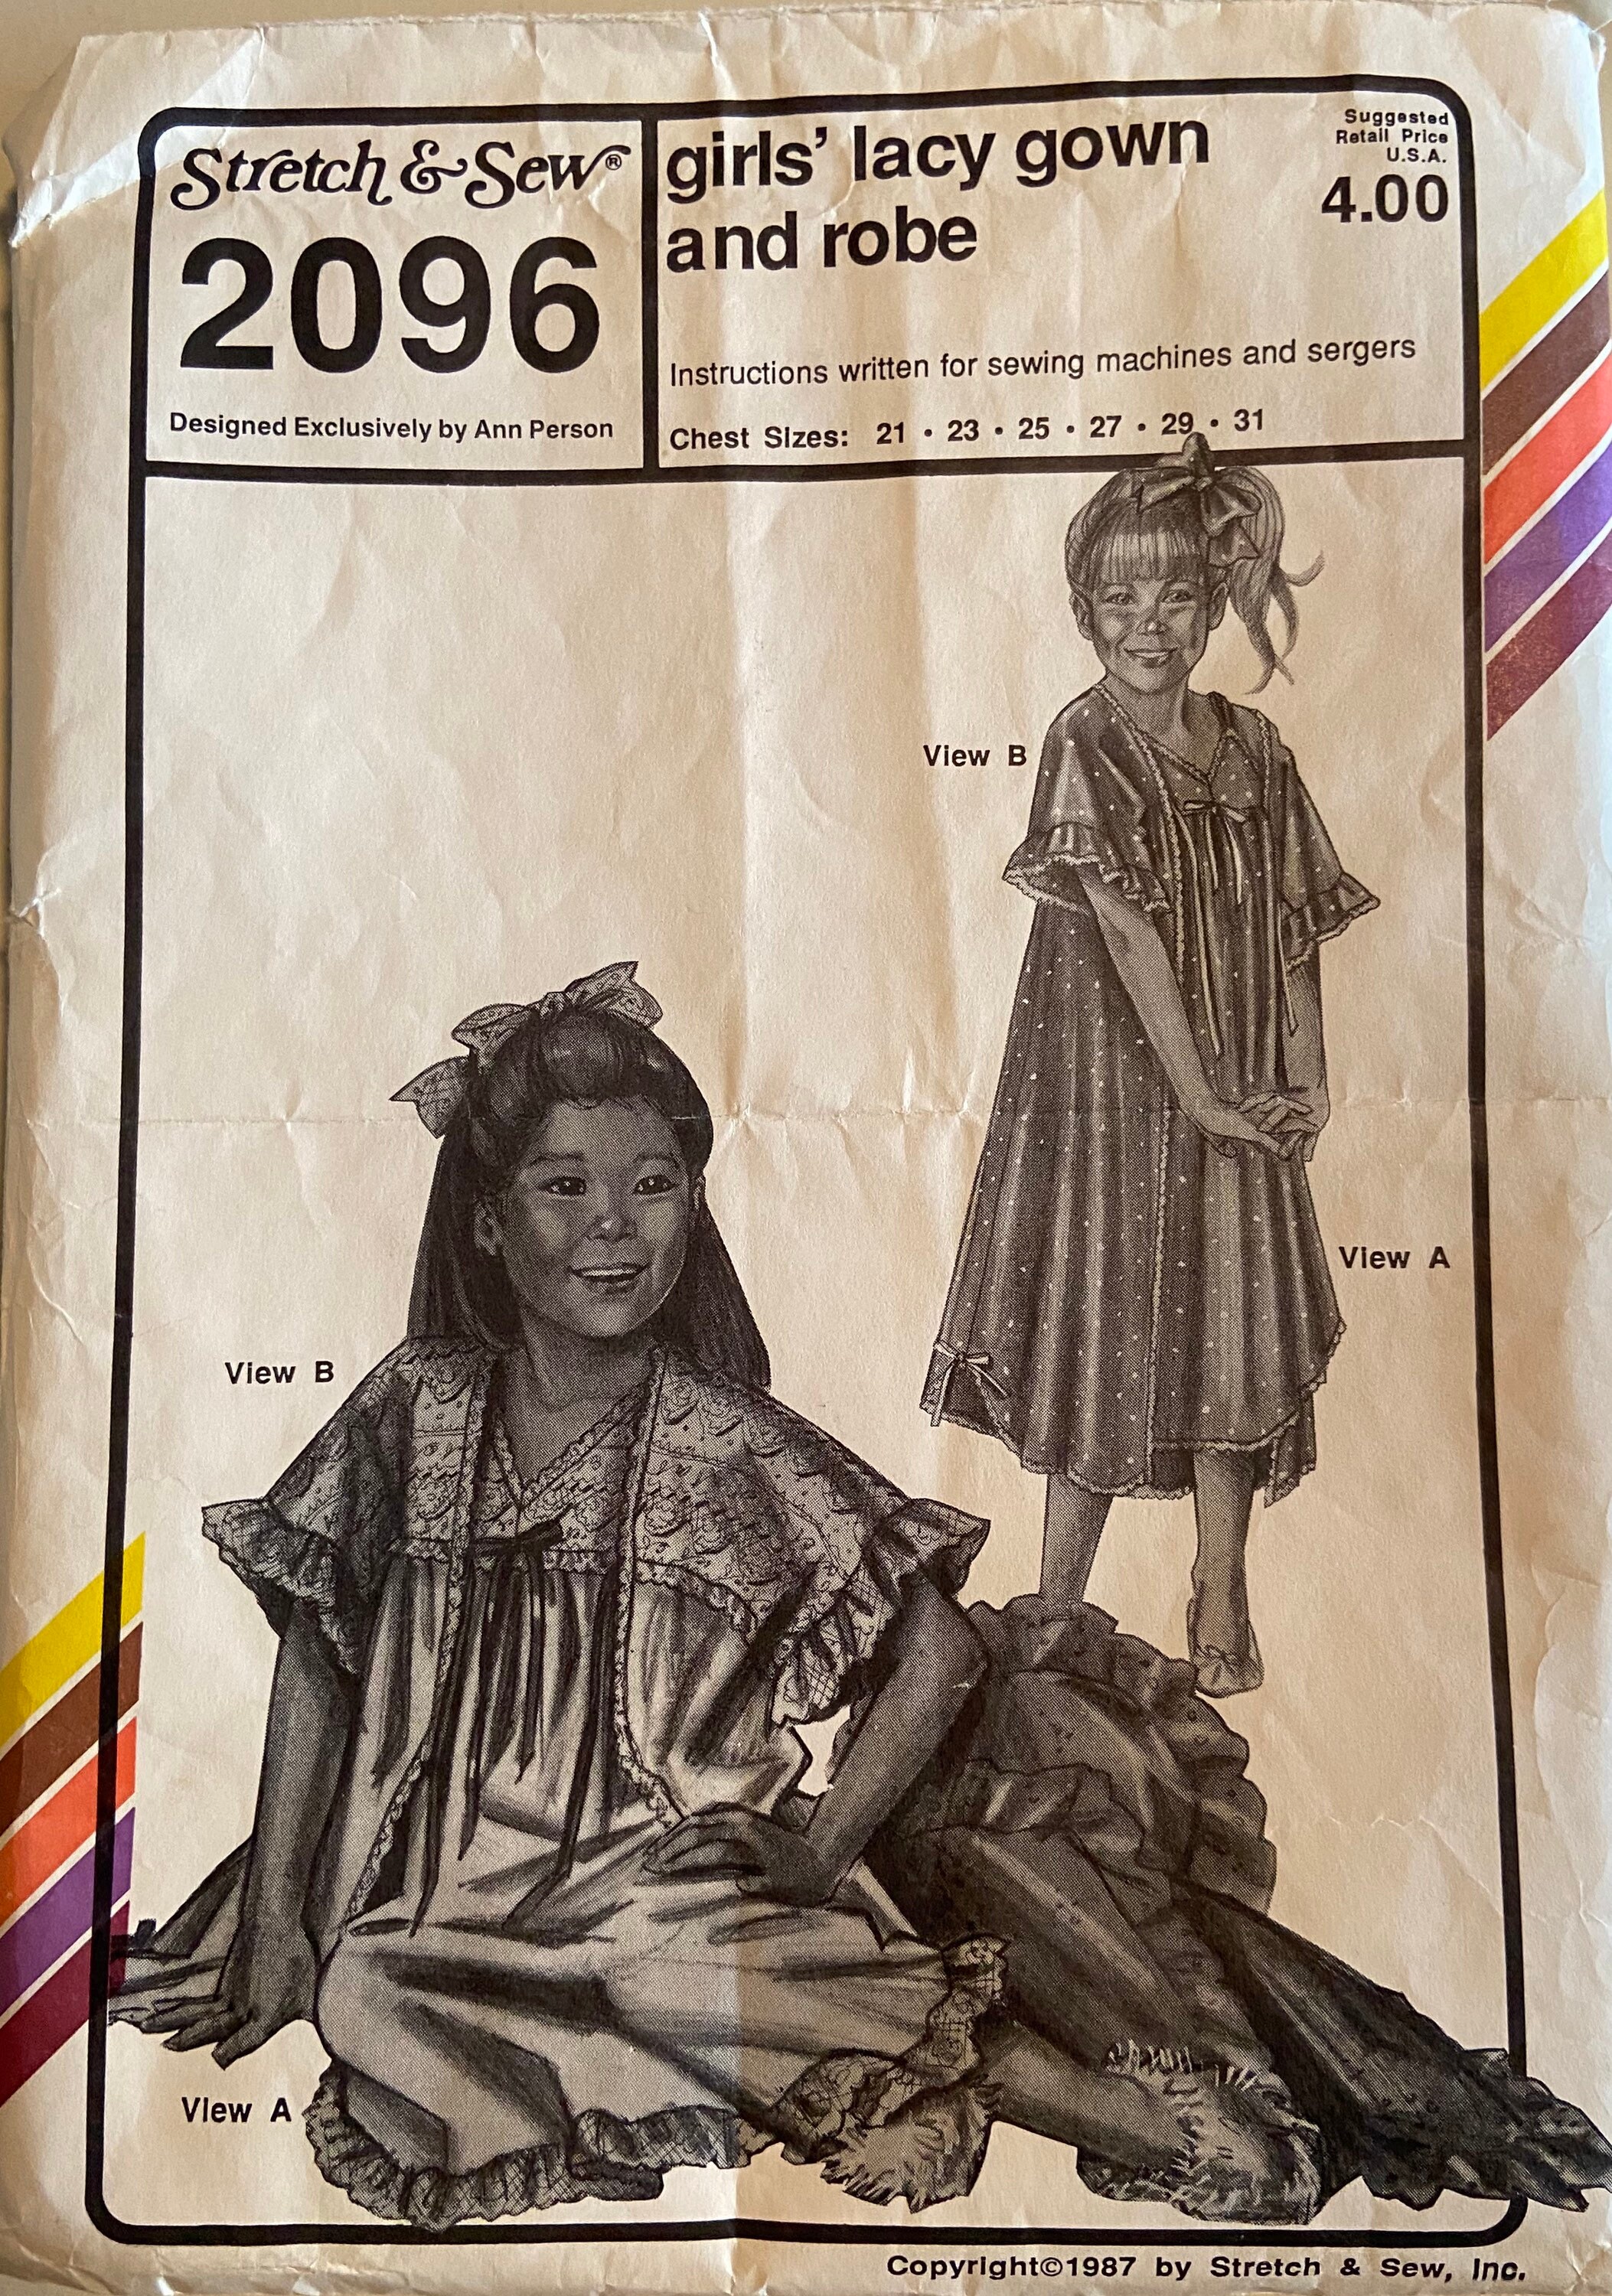 Stretch & Sew®
2096
Designed Exclusively by Ann Person
girls' lacy gown
and robe
Suggested
Retail Price
U.S.A.
4.00
Instructions written for sewing machines and sergers
Chest Sizes: 21 • 23 • 25 • 27 • 29 • 31
View B
View A
View B
View A
Copyright©1987 by Stretch & Sew, Inc.